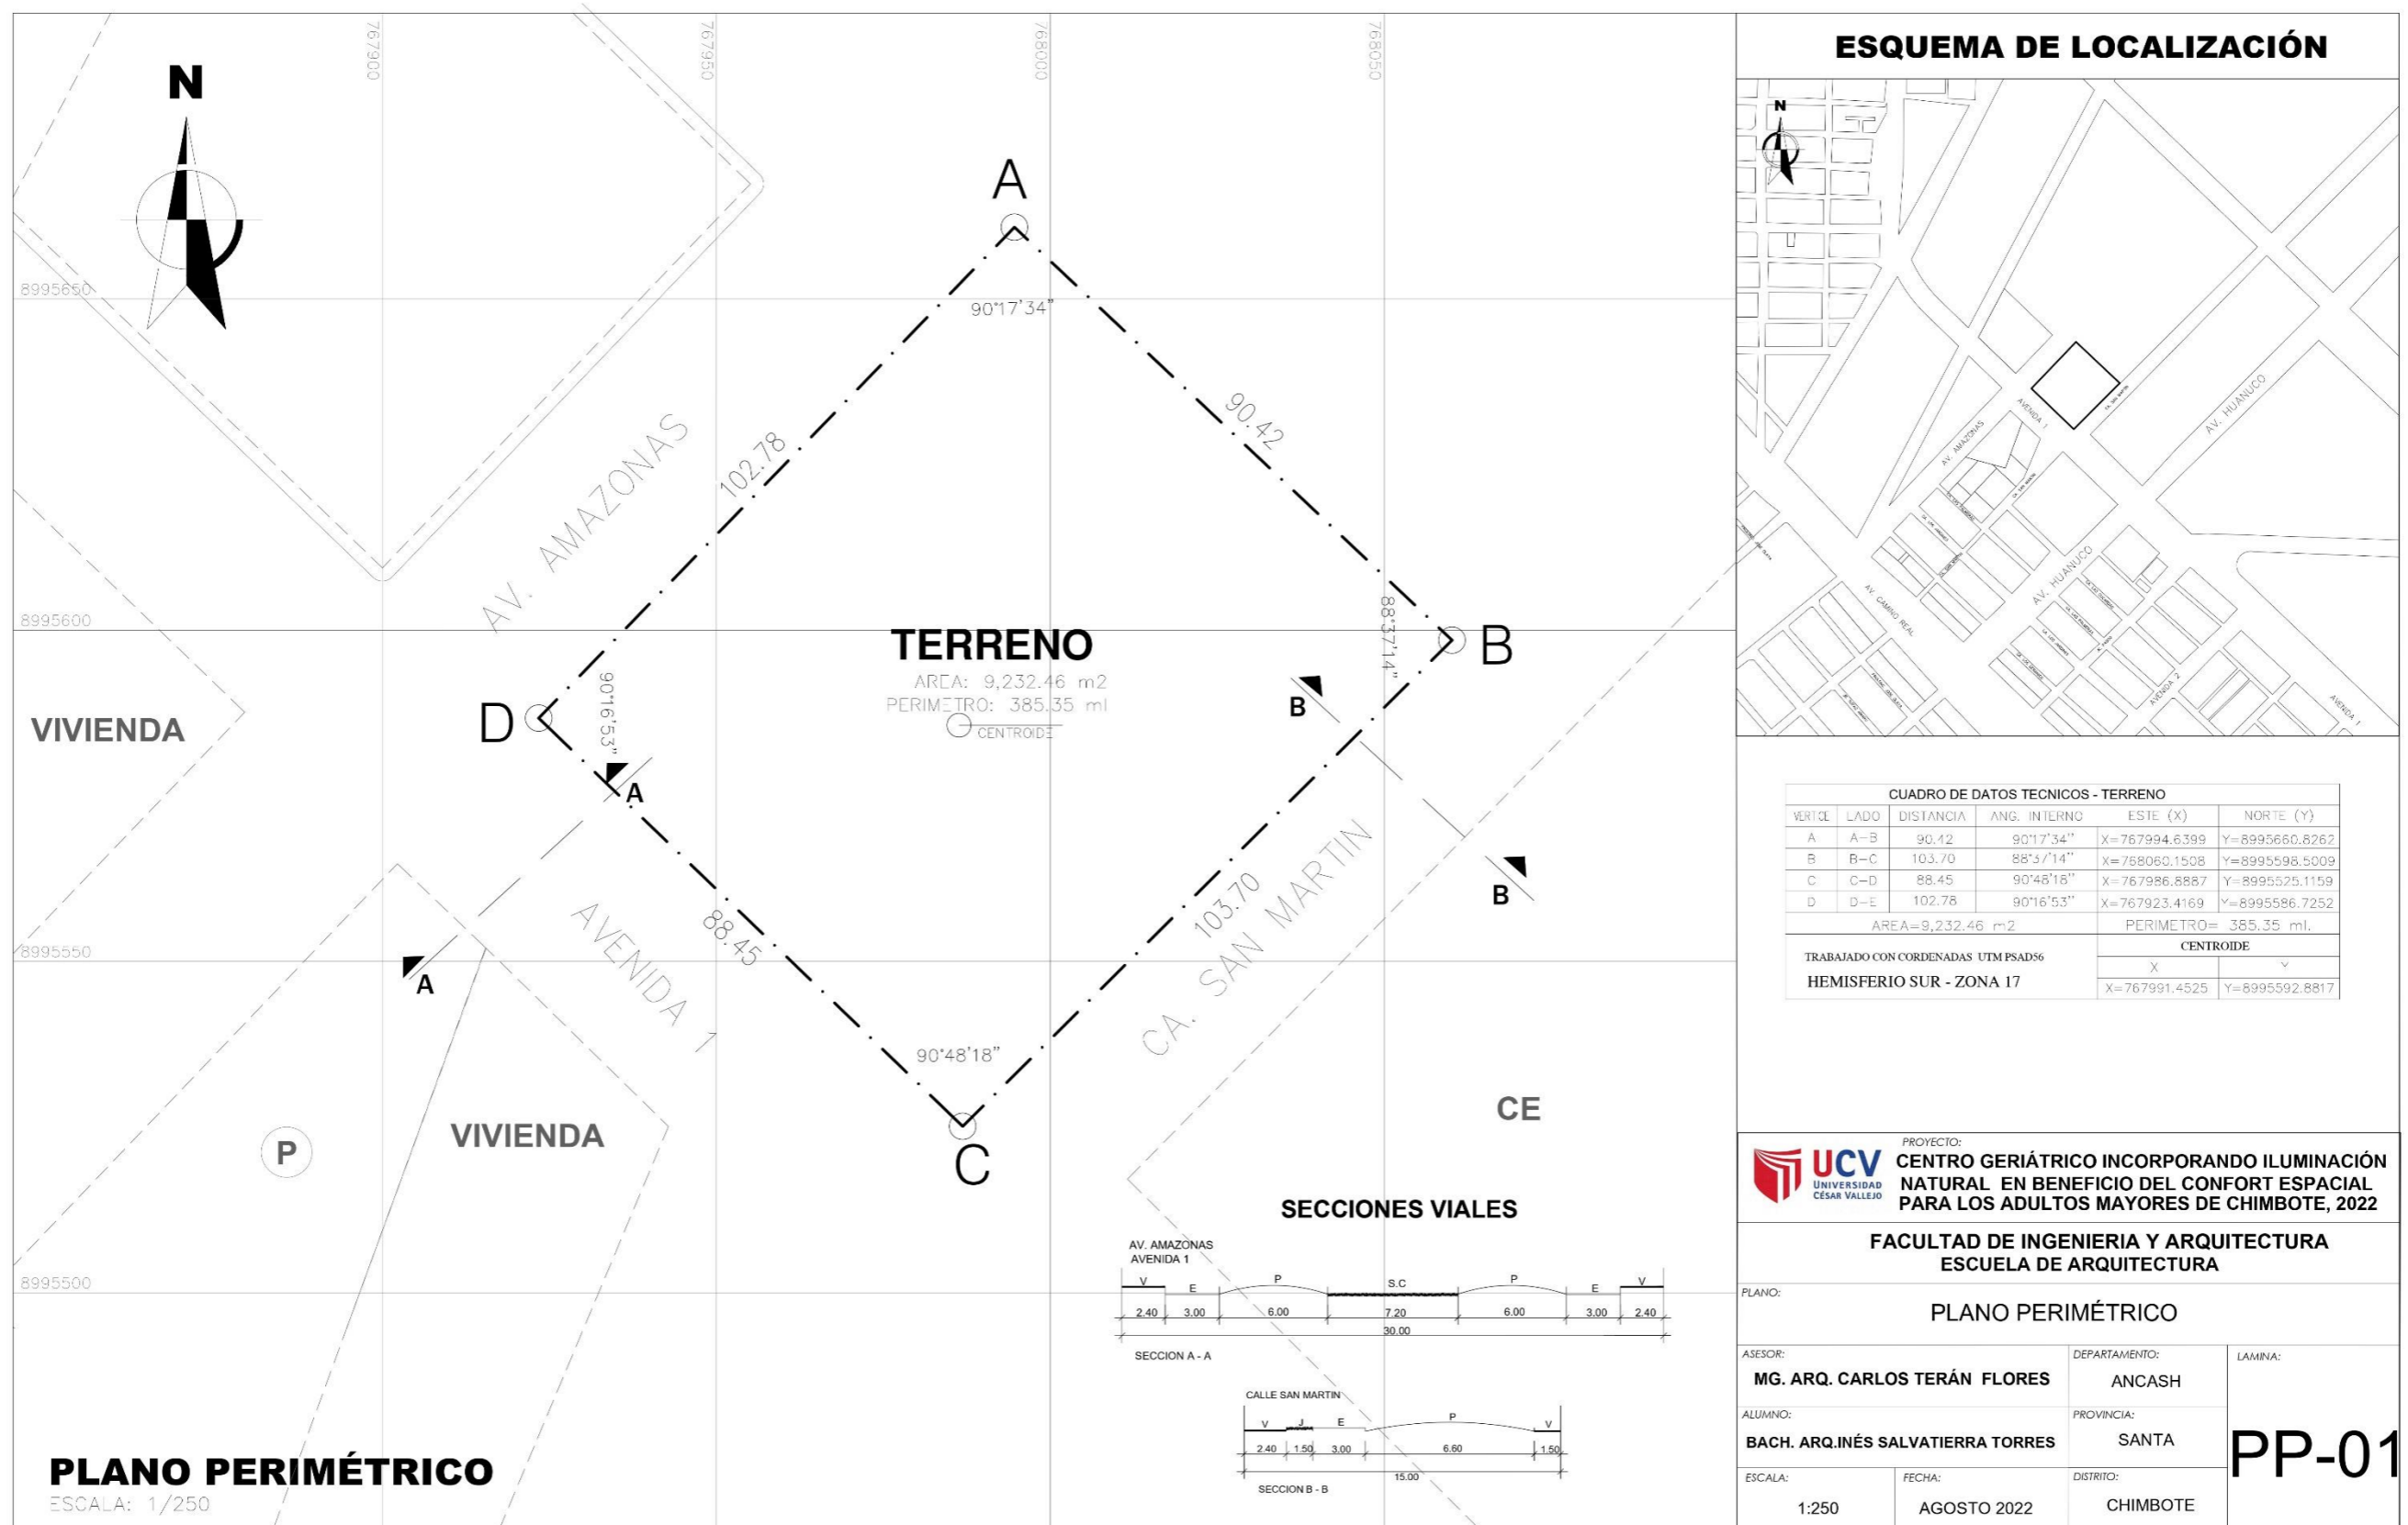 767900
767950
768000
768050
N
8995650
8995600
8995550
8995500
A
90°17'34"
90.42
102.78
AV. AMAZONAS
B
88°37'14"
TERRENO
AREA: 9,232.46 m2
PERIMETRO: 385.35 ml
CENTROIDE
D
90°16'53"
VIVIENDA
A
A
B
B
88.45
AVENIDA 1
103.70
CA. SAN MARTIN
90°48'18"
C
CE
P
VIVIENDA
SECCIONES VIALES
AV. AMAZONAS
AVENIDA 1
V E P S.C P E V
2.40 3.00 6.00 7.20 6.00 3.00 2.40
30.00
SECCION A - A
CALLE SAN MARTIN
V J E P V
2.40 1.50 3.00 6.60 1.50
15.00
SECCION B - B
PLANO PERIMÉTRICO
ESCALA: 1/250
ESQUEMA DE LOCALIZACIÓN
N
AVENIDA 1
CA. SAN MARTIN
AV. HUANUCO
AV. AMAZONAS
CA. SAN MARTIN
AV. HUANUCO
AV. CAMINO REAL
AVENIDA 2
AVENIDA 1
CUADRO DE DATOS TECNICOS - TERRENO
VERTICE LADO DISTANCIA ANG. INTERNO ESTE (X) NORTE (Y)
A A-B 90.42 90°17'34" X=767994.6399 Y=8995660.8262
B B-C 103.70 88°37'14" X=768060.1508 Y=8995598.5009
C C-D 88.45 90°48'18" X=767986.8887 Y=8995525.1159
D D-E 102.78 90°16'53" X=767923.4169 Y=8995586.7252
AREA=9,232.46 m2 PERIMETRO= 385.35 ml.
TRABAJADO CON CORDENADAS UTM PSAD56
HEMISFERIO SUR - ZONA 17
CENTROIDE
X Y
X=767991.4525 Y=8995592.8817
UCV
UNIVERSIDAD
CÉSAR VALLEJO
PROYECTO:
CENTRO GERIÁTRICO INCORPORANDO ILUMINACIÓN
NATURAL EN BENEFICIO DEL CONFORT ESPACIAL
PARA LOS ADULTOS MAYORES DE CHIMBOTE, 2022
FACULTAD DE INGENIERIA Y ARQUITECTURA
ESCUELA DE ARQUITECTURA
PLANO:
PLANO PERIMÉTRICO
ASESOR:
MG. ARQ. CARLOS TERÁN FLORES
DEPARTAMENTO:
ANCASH
LAMINA:
PP-01
ALUMNO:
BACH. ARQ.INÉS SALVATIERRA TORRES
PROVINCIA:
SANTA
ESCALA:
1:250
FECHA:
AGOSTO 2022
DISTRITO:
CHIMBOTE